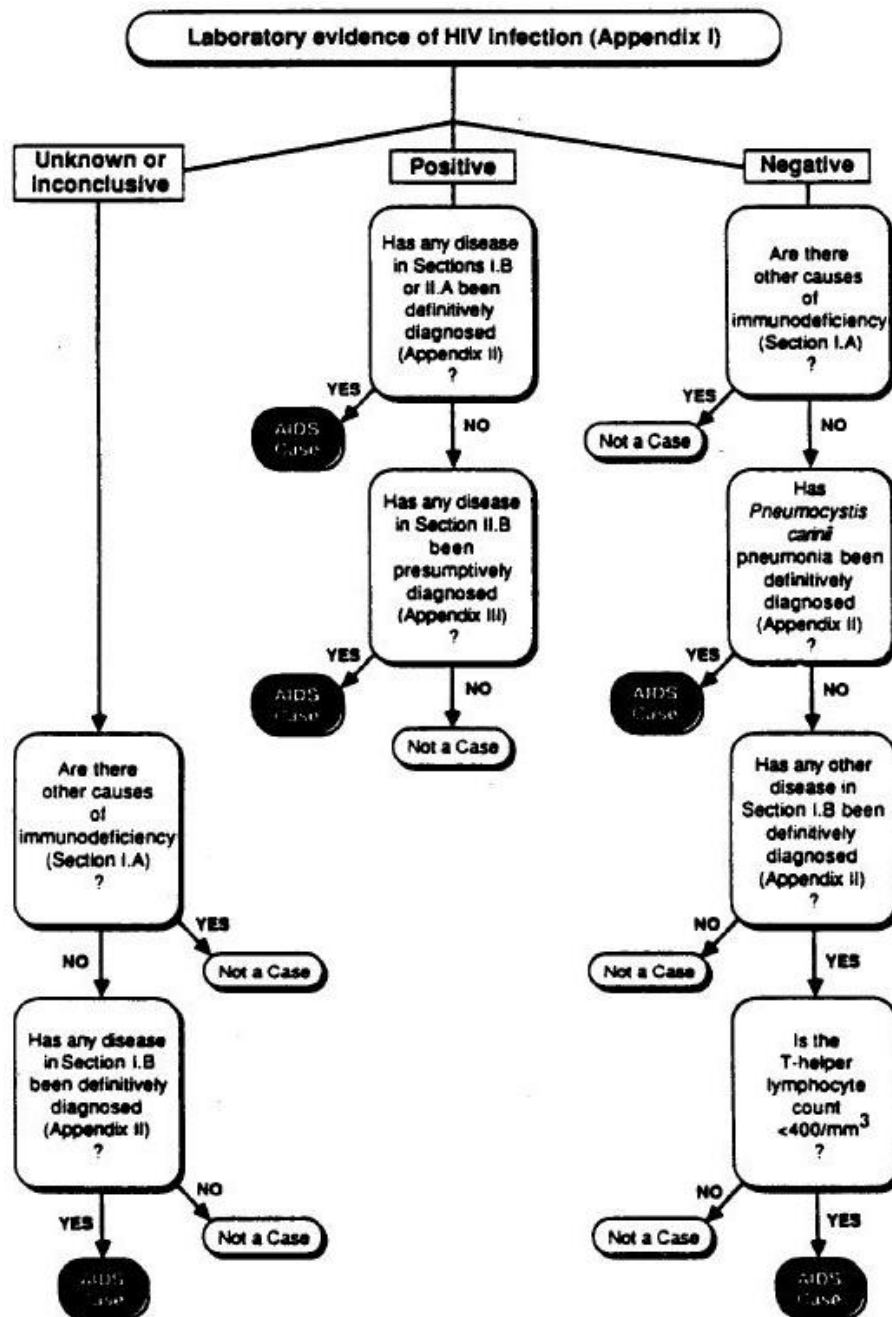 Laboratory evidence of HIV infection (Appendix I)
Unknown or
Inconclusive
Positive
Negative
Has any disease
in Sections I.B
or II.A been
definitively
diagnosed
(Appendix II)
?
Are there
other causes
of
immunodeficiency
(Section I.A)
?
YES
NO
AIDS
Case
YES
NO
Not a Case
Has any disease
in Section II.B
been
presumptively
diagnosed
(Appendix III)
?
Has
Pneumocystis
carinii
pneumonia been
definitively
diagnosed
(Appendix II)
?
YES
NO
AIDS
Case
Not a Case
YES
NO
AIDS
Case
Are there
other causes
of
immunodeficiency
(Section I.A)
?
Has any other
disease in
Section I.B been
definitively
diagnosed
(Appendix II)
?
NO
YES
Not a Case
NO
YES
Not a Case
Has any disease
in Section I.B
been definitively
diagnosed
(Appendix II)
?
Is the
T-helper
lymphocyte
count
<400/mm³
?
YES
NO
Not a Case
AIDS
Case
NO
YES
Not a Case
AIDS
Case